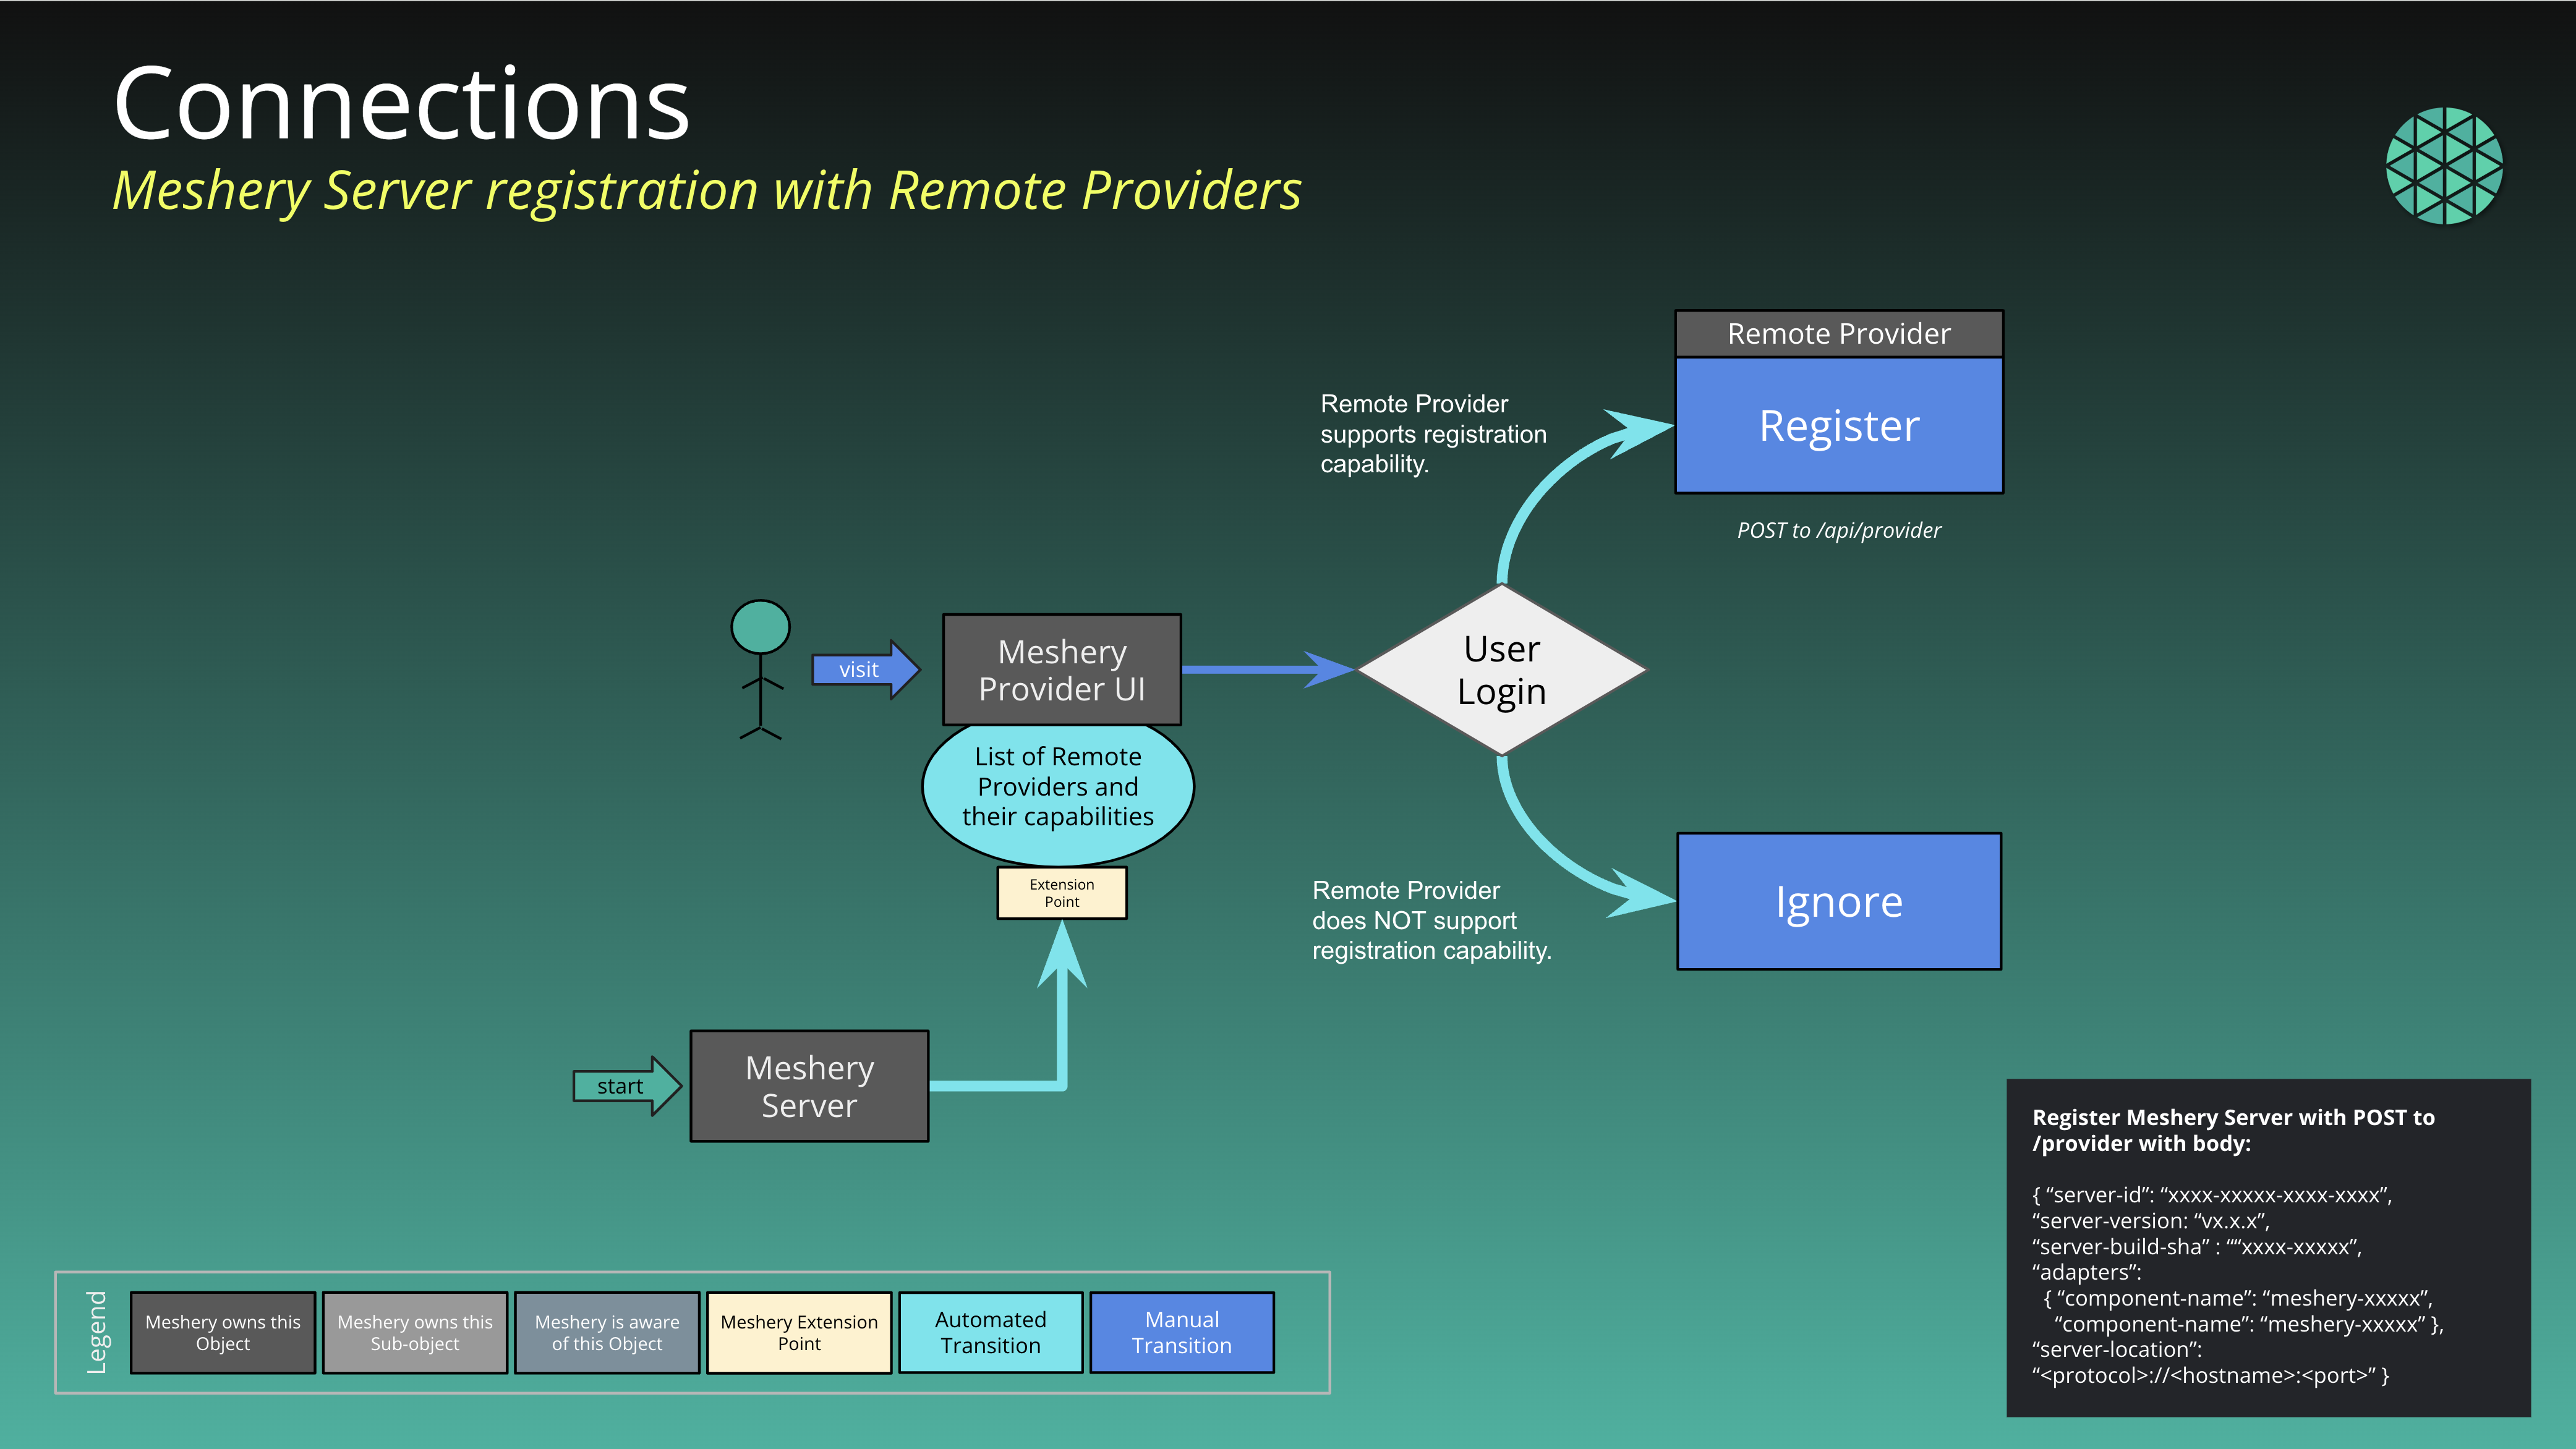 Connections
Meshery Server registration with Remote Providers
Remote Provider
Register
POST to /api/provider
Remote Provider
supports registration
capability.
visit
Meshery
Provider UI
User
Login
List of Remote
Providers and
their capabilities
Extension
Point
Remote Provider
does NOT support
registration capability.
Ignore
start
Meshery
Server
Register Meshery Server with POST to
/provider with body:
{ “server-id”: “xxxx-xxxxx-xxxx-xxxx”,
“server-version: “vx.x.x”,
“server-build-sha” : ““xxxx-xxxxx”,
“adapters”:
{ “component-name”: “meshery-xxxxx”,
“component-name”: “meshery-xxxxx” },
“server-location”:
“<protocol>://<hostname>:<port>” }
Legend
Meshery owns this
Object
Meshery owns this
Sub-object
Meshery is aware
of this Object
Meshery Extension
Point
Automated
Transition
Manual
Transition